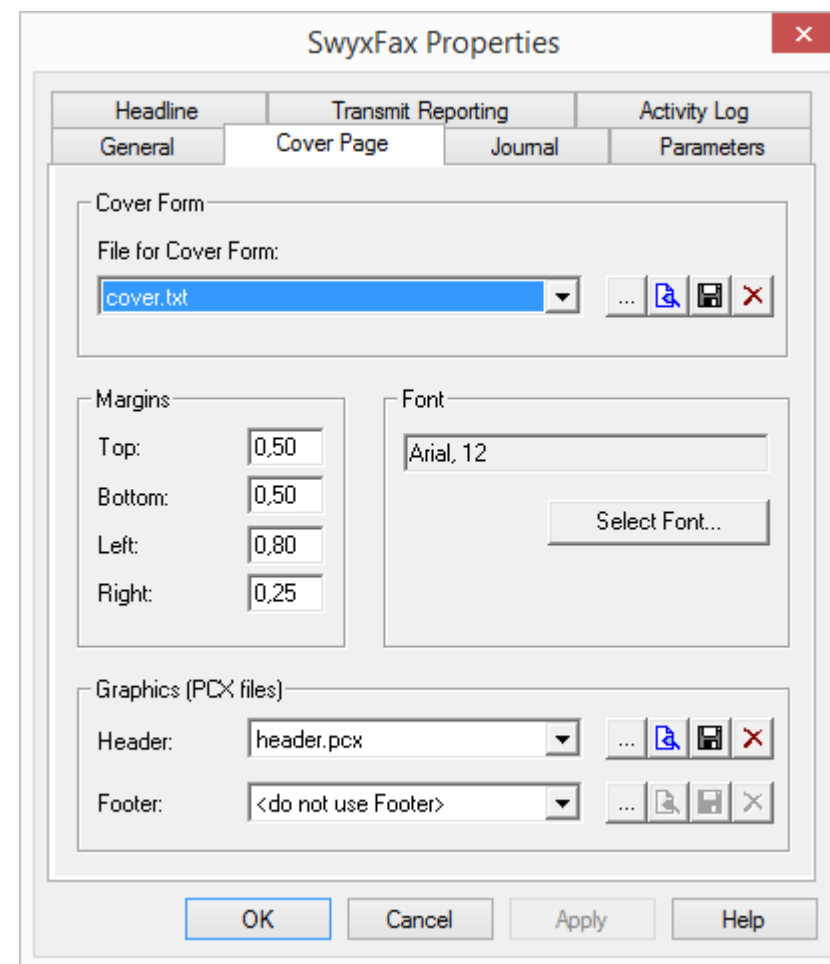 SwyxFax Properties
Headline Transmit Reporting Activity Log
General Cover Page Journal Parameters
Cover Form
File for Cover Form:
cover.txt ...
Margins
Top: 0,50
Bottom: 0,50
Left: 0,80
Right: 0,25
Font
Arial, 12
Select Font...
Graphics (PCX files)
Header: header.pcx ...
Footer: <do not use Footer> ...
OK Cancel Apply Help